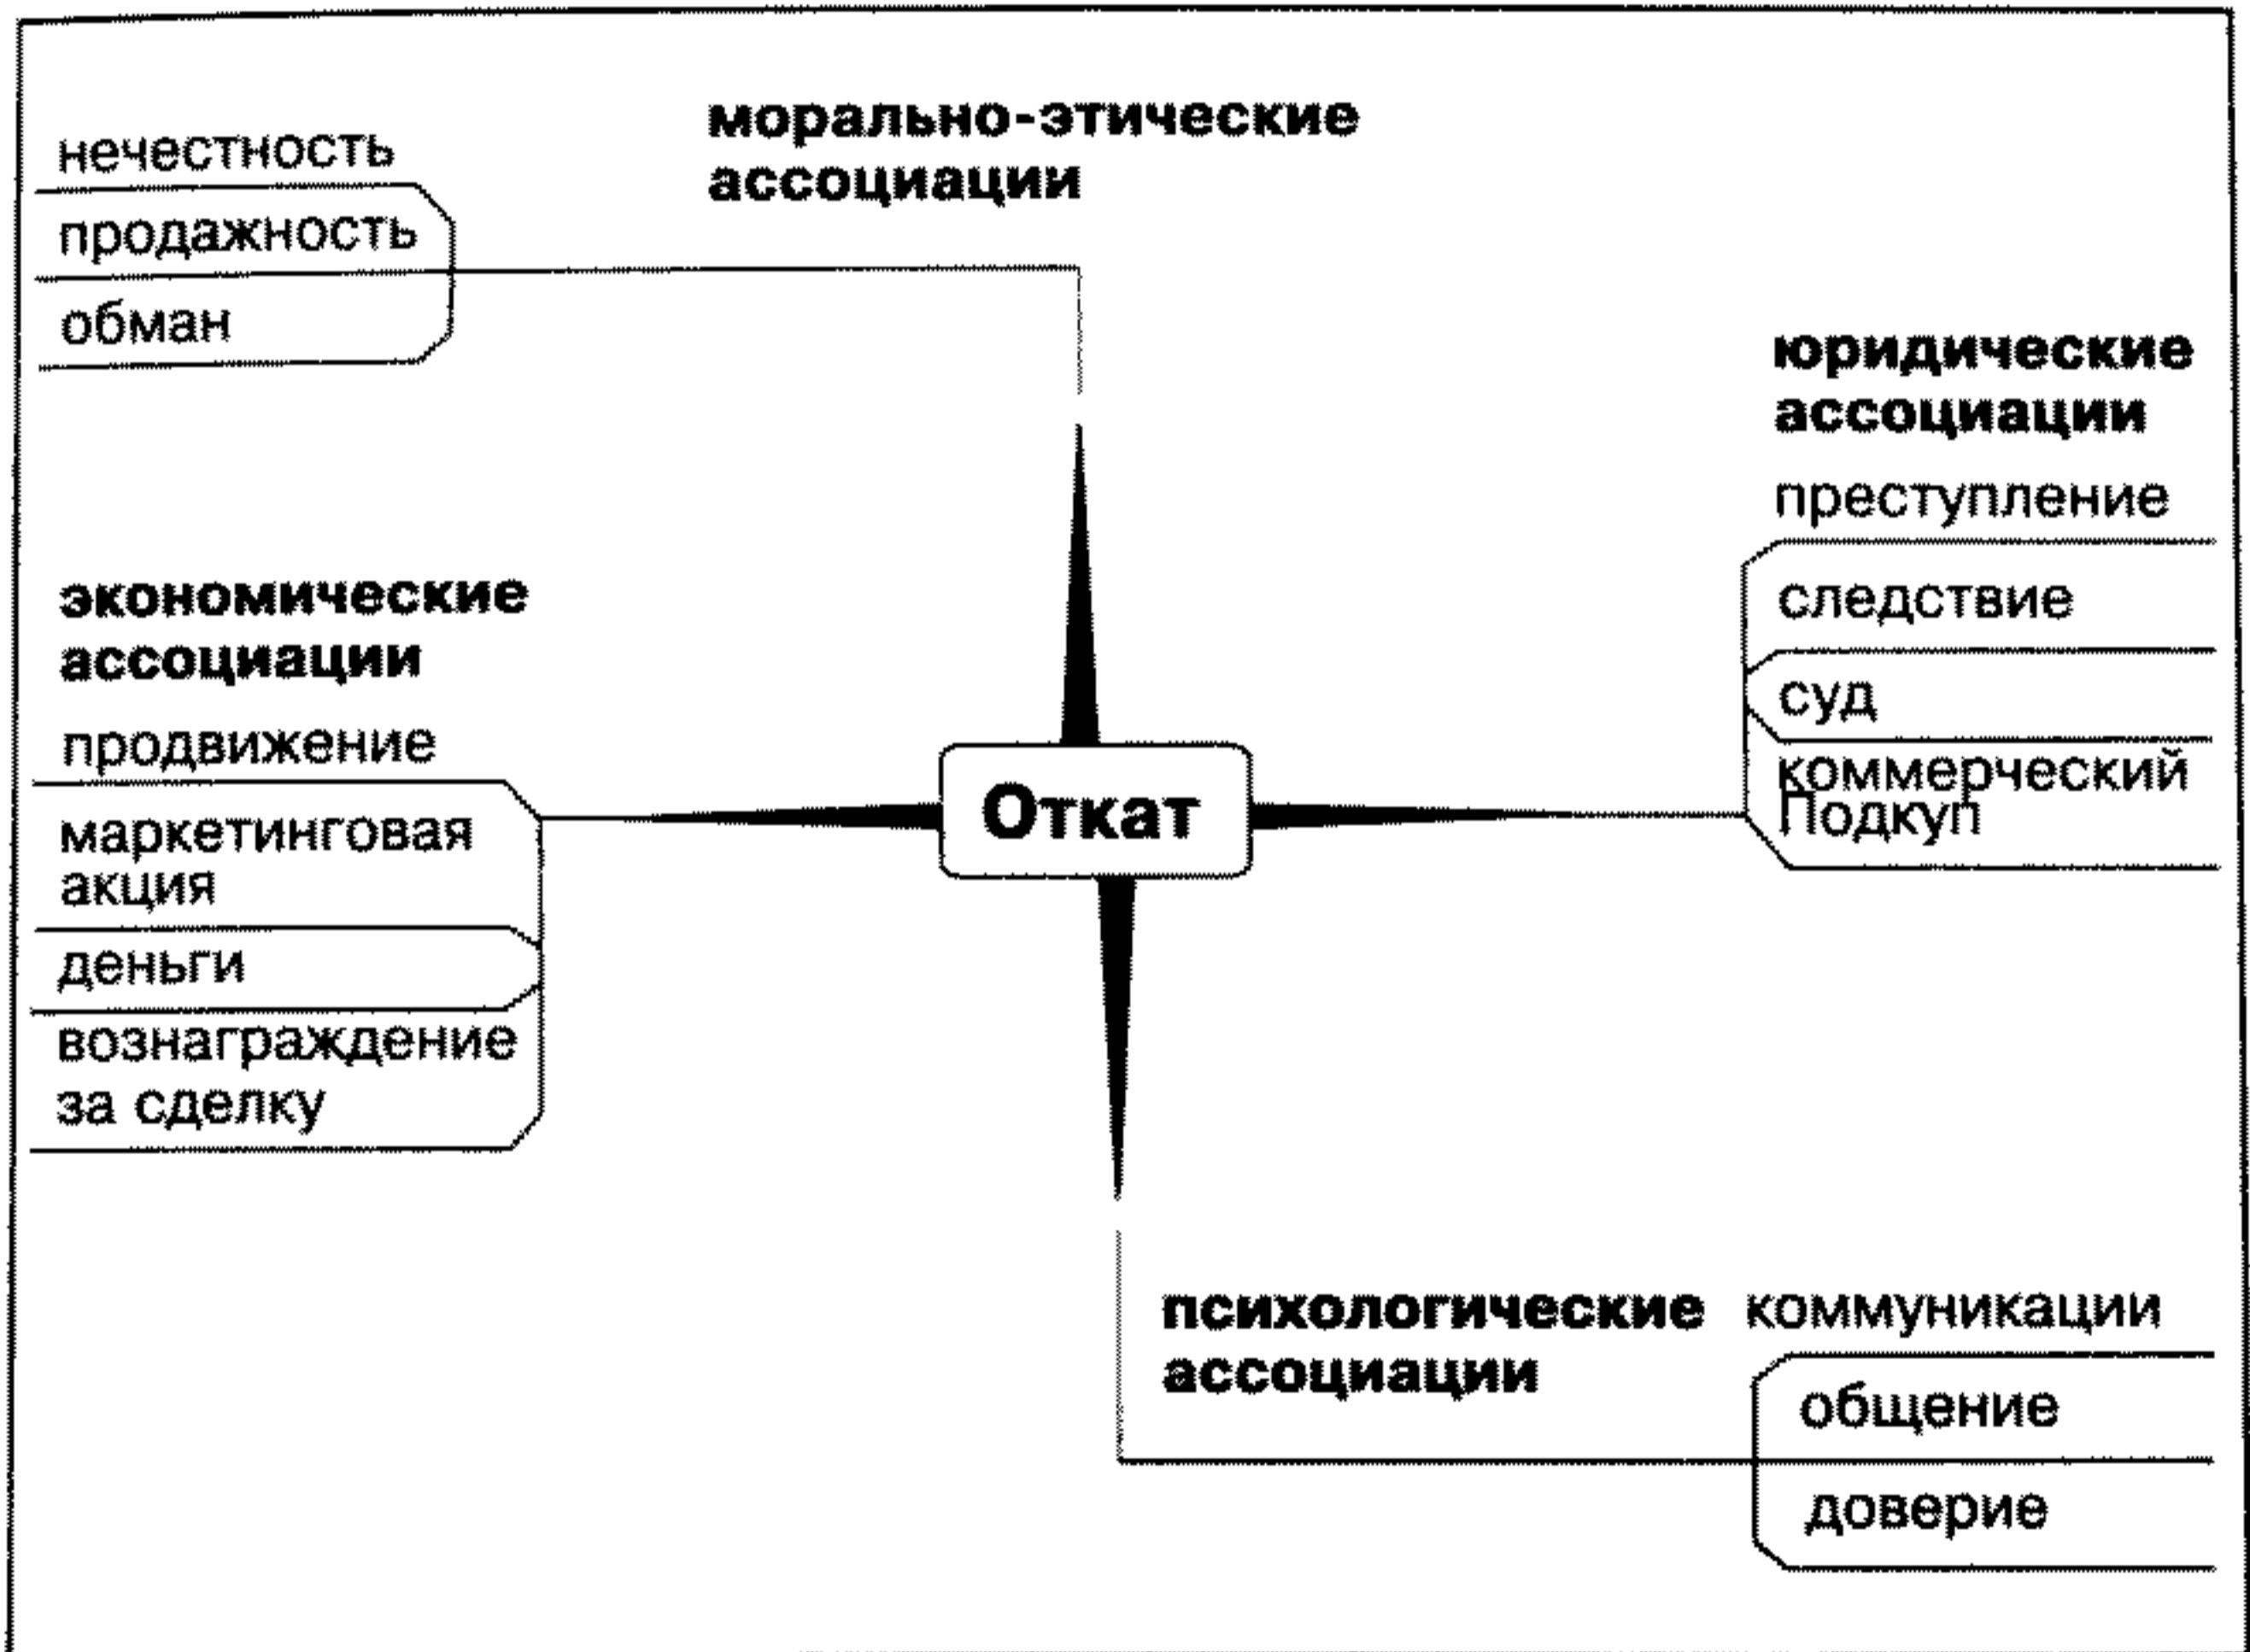 морально-этические
ассоциации
нечестность
продажность
обман
юридические
ассоциации
преступление
следствие
суд
коммерческий
Подкуп
экономические
ассоциации
продвижение
маркетинговая
акция
деньги
вознаграждение
за сделку
Откат
психологические
ассоциации
коммуникации
общение
доверие